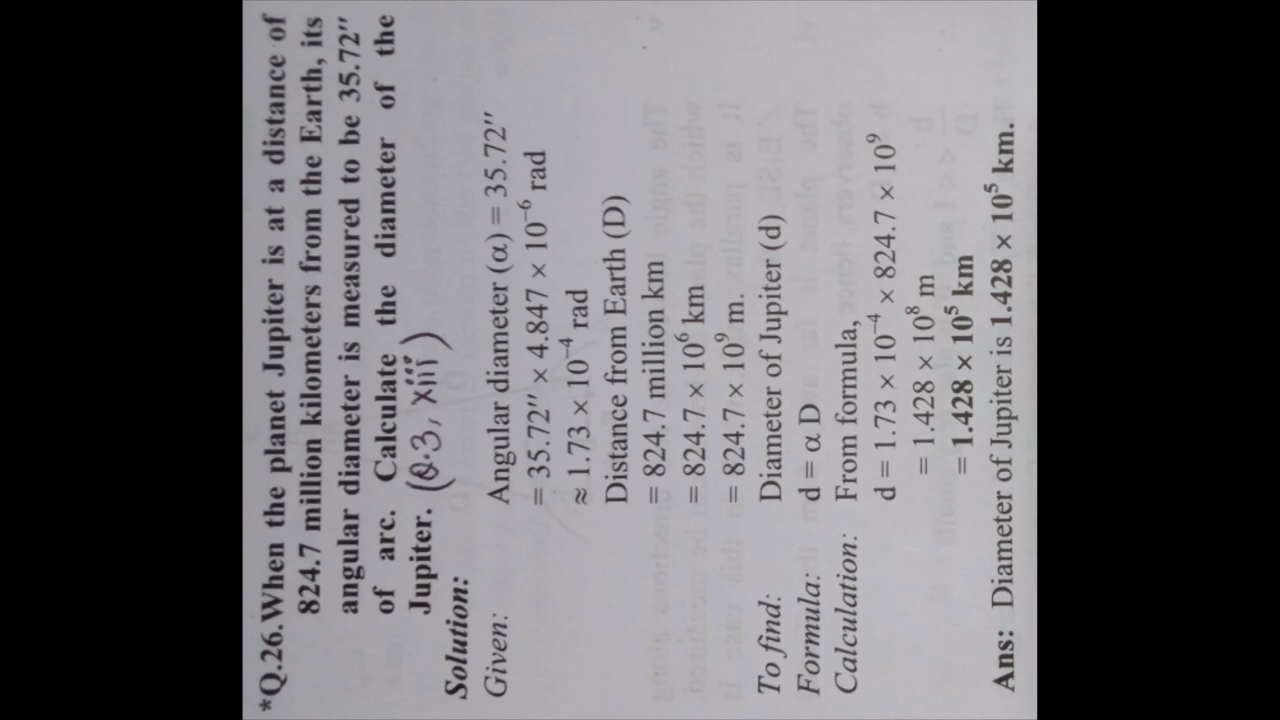 *Q.26.When the planet Jupiter is at a distance of
824.7 million kilometers from the Earth, its
angular diameter is measured to be 35.72″
of arc. Calculate the diameter of the
Jupiter. (Q.3, xiii)
Solution:
Given: Angular diameter (α) = 35.72″
= 35.72″ × 4.847 × 10⁻⁶ rad
≈ 1.73 × 10⁻⁴ rad
Distance from Earth (D)
= 824.7 million km
= 824.7 × 10⁶ km
= 824.7 × 10⁹ m.
To find: Diameter of Jupiter (d)
Formula: d = α D
Calculation: From formula,
d = 1.73 × 10⁻⁴ × 824.7 × 10⁹
= 1.428 × 10⁸ m
= 1.428 × 10⁵ km
Ans: Diameter of Jupiter is 1.428 × 10⁵ km.